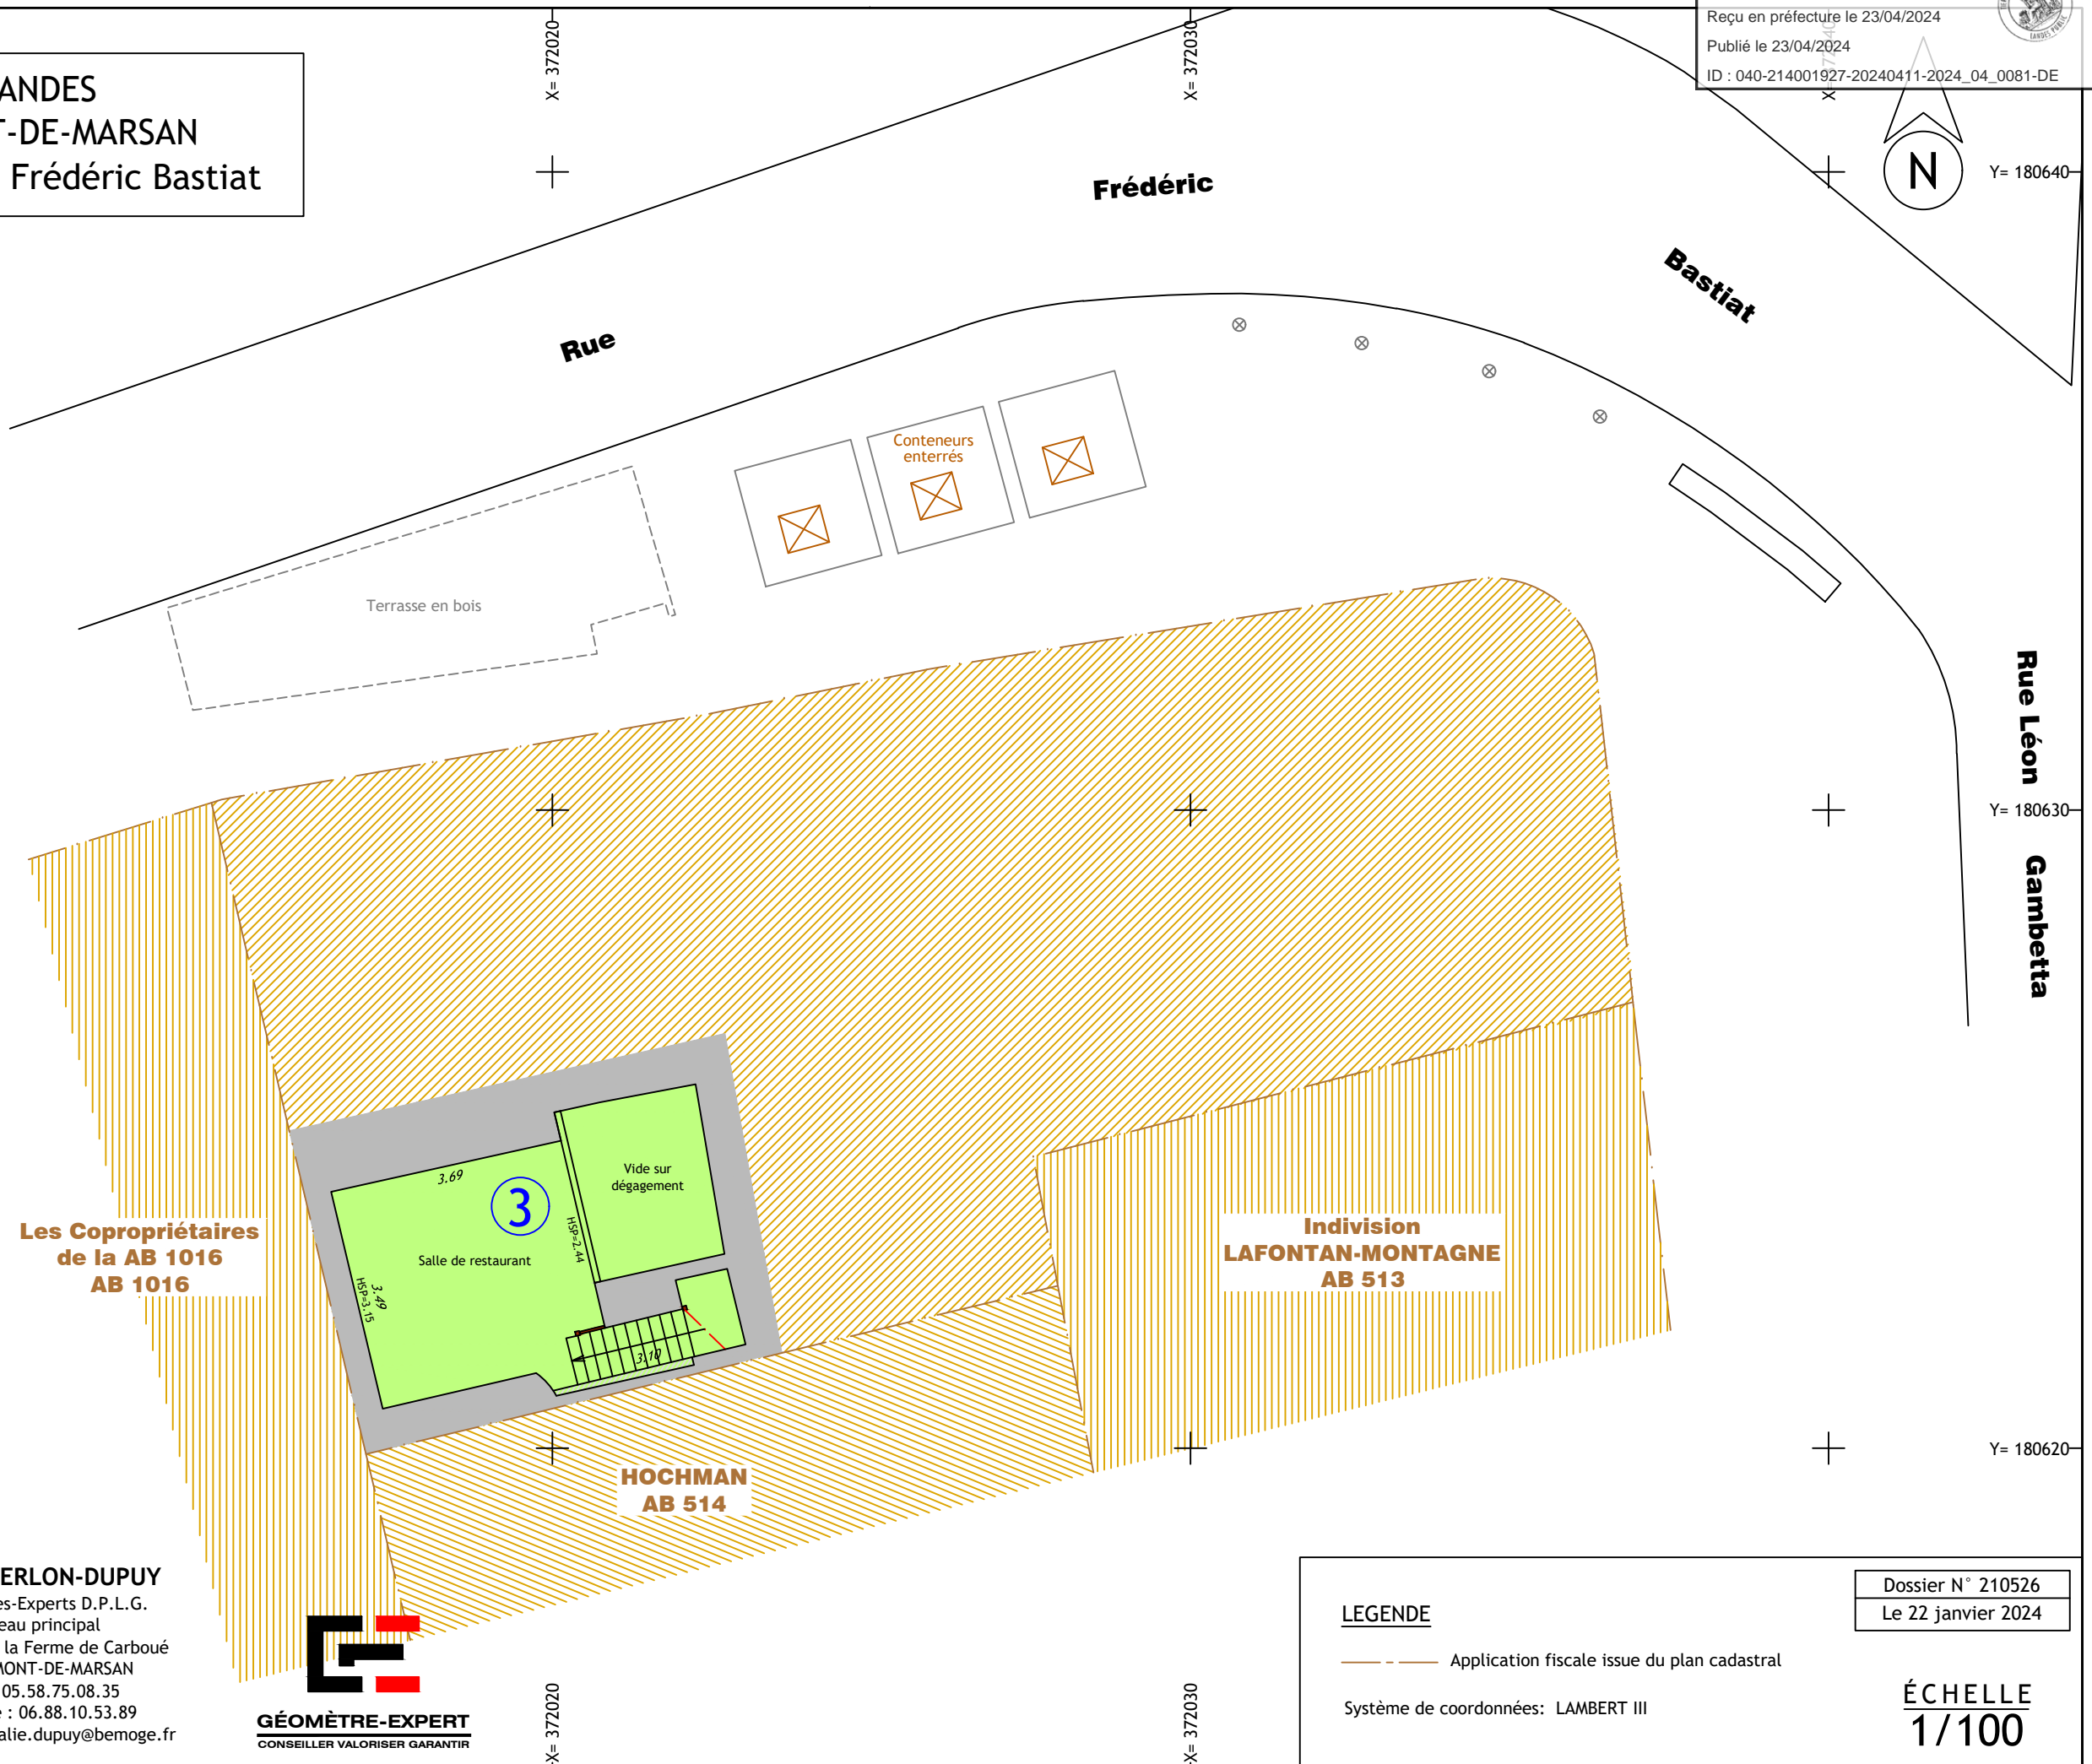 Reçu en préfecture le 23/04/2024
Publié le 23/04/2024
ID : 040-214001927-20240411-2024_04_0081-DE
LANDES PUBLIC
ANDES
T-DE-MARSAN
Frédéric Bastiat
X= 372020
X= 372030
N
Y= 180640
Rue
Frédéric
Bastiat
Conteneurs
enterrés
Terrasse en bois
Rue Léon
Gambetta
Y= 180630
3.69
3
Vide sur
dégagement
HSP=2.44
Salle de restaurant
3.49
HSP=3.15
3.10
Les Copropriétaires
de la AB 1016
AB 1016
Indivision
LAFONTAN-MONTAGNE
AB 513
HOCHMAN
AB 514
Y= 180620
ERLON-DUPUY
es-Experts D.P.L.G.
eau principal
la Ferme de Carboué
MONT-DE-MARSAN
05.58.75.08.35
: 06.88.10.53.89
alie.dupuy@bemoge.fr
GÉOMÈTRE-EXPERT
CONSEILLER VALORISER GARANTIR
X= 372020
X= 372030
LEGENDE
Application fiscale issue du plan cadastral
Système de coordonnées: LAMBERT III
Dossier N° 210526
Le 22 janvier 2024
ÉCHELLE
1/100